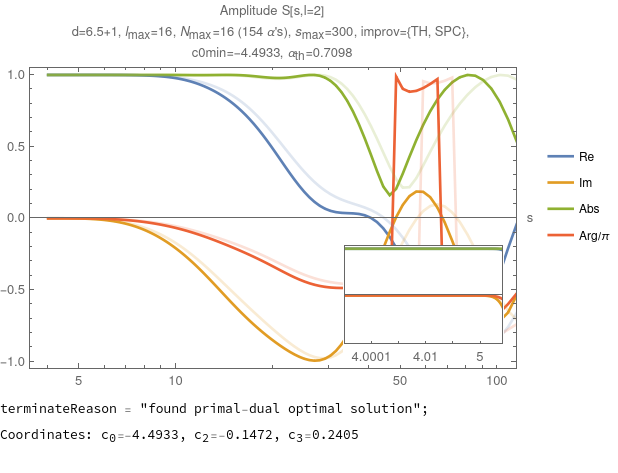 Amplitude S[s,l=2]
d=6.5+1, lmax=16, Nmax=16 (154 α's), smax=300, improv={TH, SPC},
c0min=−4.4933, αth=0.7098
1.0
0.5
0.0
−0.5
−1.0
s
Re
Im
Abs
Arg/π
4.0001 4.01 5
5 10 50 100
terminateReason = "found primal-dual optimal solution";
Coordinates: c0=-4.4933, c2=-0.1472, c3=0.2405